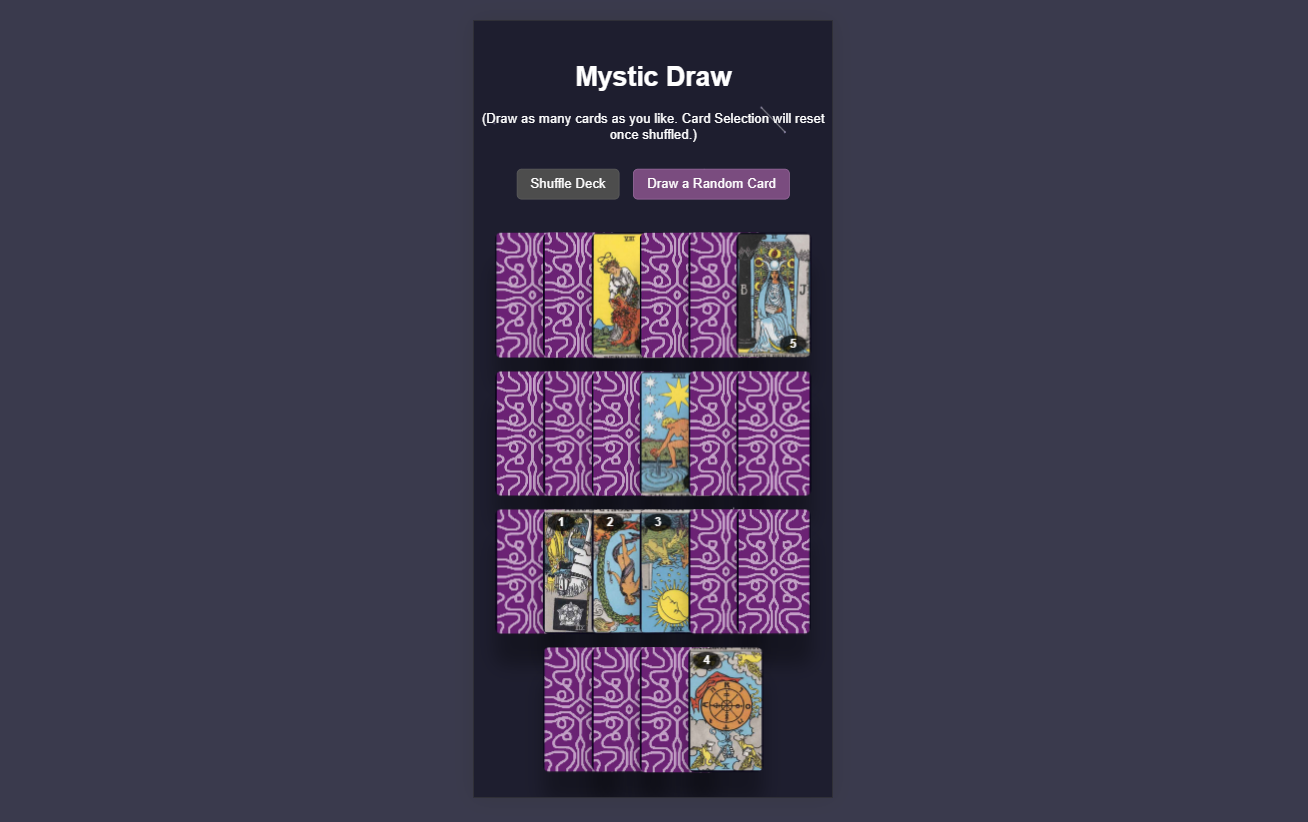 Mystic Draw
(Draw as many cards as you like. Card Selection will reset
once shuffled.)
Shuffle Deck
Draw a Random Card
B J
5
1
2
3
4